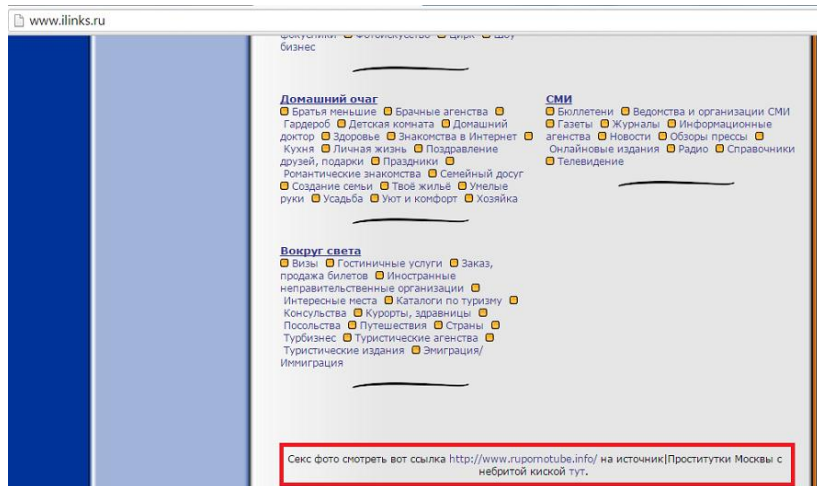 www.ilinks.ru
фокусники Фотоискусство Цирк Шоу
бизнес
Домашний очаг
Братья меньшие Брачные агенства
Гардероб Детская комната Домашний
доктор Здоровье Знакомства в Интернет
Кухня Личная жизнь Поздравление
друзей, подарки Праздники
Романтические знакомства Семейный досуг
Создание семьи Твоё жильё Умелые
руки Усадьба Уют и комфорт Хозяйка
СМИ
Бюллетени Ведомства и организации СМИ
Газеты Журналы Информационные
агенства Новости Обзоры прессы
Онлайновые издания Радио Справочники
Телевидение
Вокруг света
Визы Гостиничные услуги Заказ,
продажа билетов Иностранные
неправительственные организации
Интересные места Каталоги по туризму
Консульства Курорты, здравницы
Посольства Путешествия Страны
Турбизнес Туристические агенства
Туристические издания Эмиграция/
Иммиграция
Секс фото смотреть вот ссылка http://www.rupornotube.info/ на источник|Проститутки Москвы с
небритой киской тут.